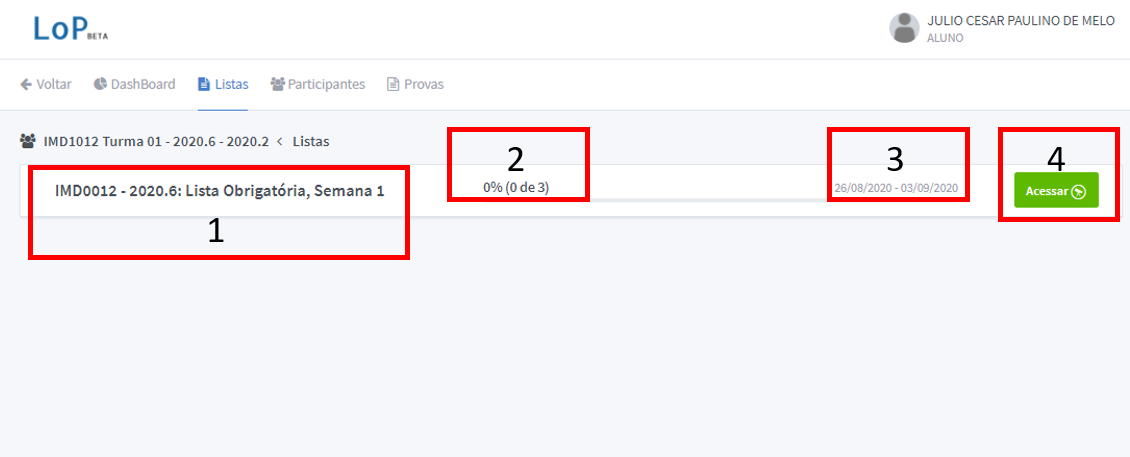 LoP BETA
JULIO CESAR PAULINO DE MELO
ALUNO
Voltar DashBoard Listas Participantes Provas
IMD1012 Turma 01 - 2020.6 - 2020.2 < Listas
2 3 4
IMD0012 - 2020.6: Lista Obrigatória, Semana 1 0% (0 de 3) 26/08/2020 - 03/09/2020 Acessar
1